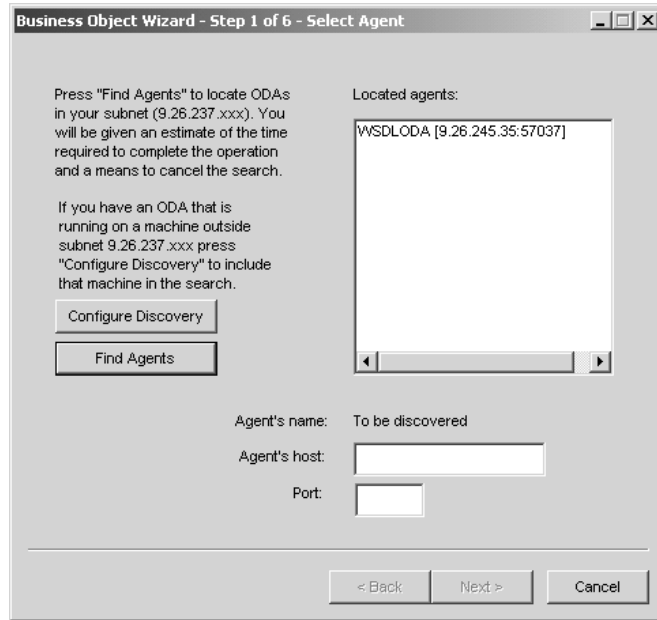 Business Object Wizard - Step 1 of 6 - Select Agent
Press "Find Agents" to locate ODAs
in your subnet (9.26.237.xxx). You
will be given an estimate of the time
required to complete the operation
and a means to cancel the search.
If you have an ODA that is
running on a machine outside
subnet 9.26.237.xxx press
"Configure Discovery" to include
that machine in the search.
Configure Discovery
Find Agents
Located agents:
WSDLODA [9.26.245.35:57037]
Agent's name: To be discovered
Agent's host:
Port:
< Back Next > Cancel